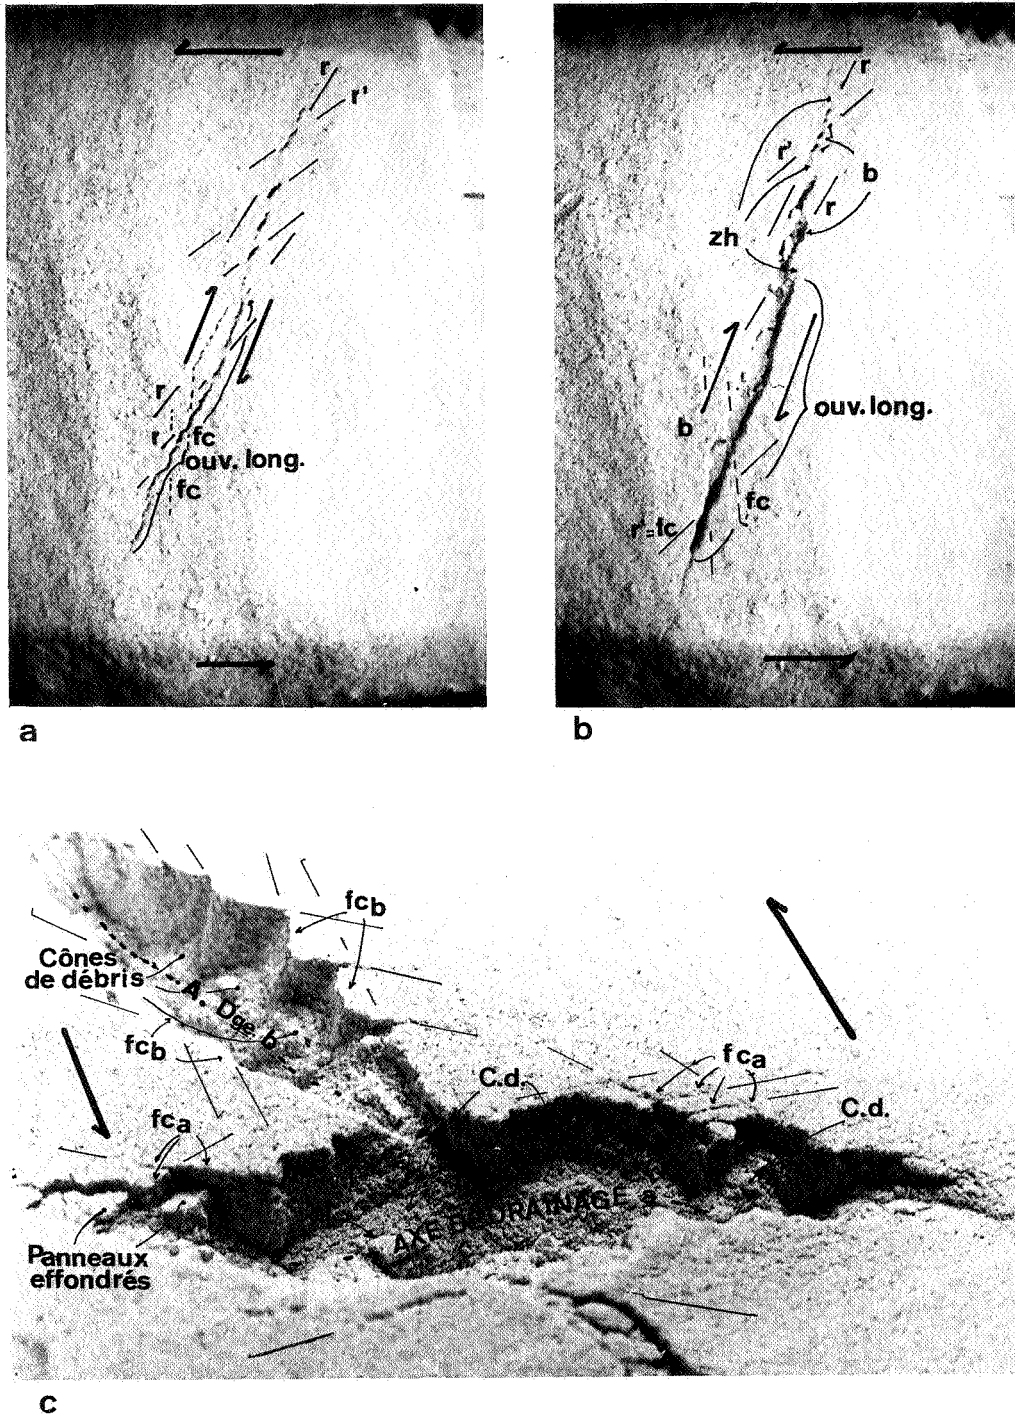 r
r'
r
r
fc
ouv. long.
fc
a
r
r'
b
r
zh
b
ouv.long.
fc
r'=fc
b
fcb
Cônes
de débris
A. Dge. b
fcb
fca
C.d.
C.d.
fca
AXE DE DRAINAGE a
Panneaux
effondrés
c